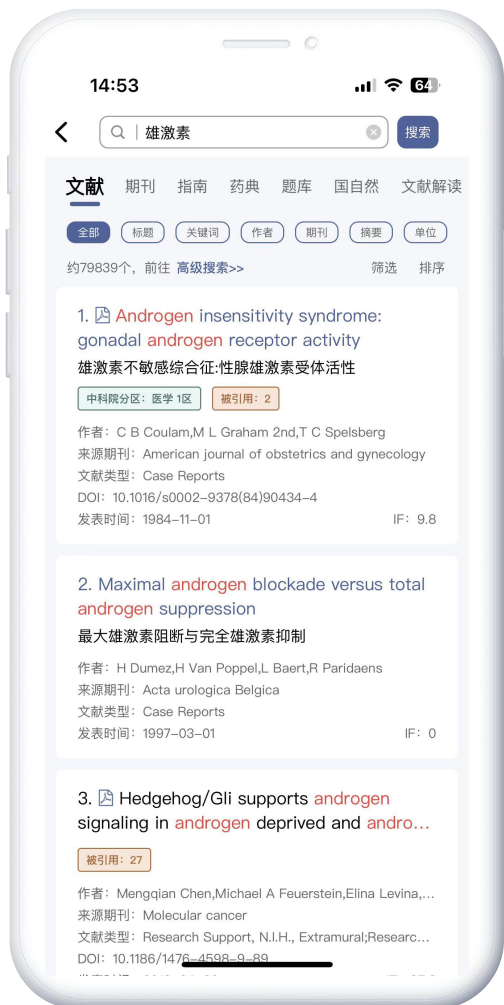 14:53
64
雄激素
搜索
文献 期刊 指南 药典 题库 国自然 文献解读
全部 标题 关键词 作者 期刊 摘要 单位
约79839个，前往 高级搜索>> 筛选 排序
1. Androgen insensitivity syndrome:
gonadal androgen receptor activity
雄激素不敏感综合征:性腺雄激素受体活性
中科院分区：医学 1区 被引用：2
作者：C B Coulam,M L Graham 2nd,T C Spelsberg
来源期刊：American journal of obstetrics and gynecology
文献类型：Case Reports
DOI：10.1016/s0002-9378(84)90434-4
发表时间：1984-11-01 IF：9.8
2. Maximal androgen blockade versus total
androgen suppression
最大雄激素阻断与完全雄激素抑制
作者：H Dumez,H Van Poppel,L Baert,R Paridaens
来源期刊：Acta urologica Belgica
文献类型：Case Reports
发表时间：1997-03-01 IF：0
3. Hedgehog/Gli supports androgen
signaling in androgen deprived and andro...
被引用：27
作者：Mengqian Chen,Michael A Feuerstein,Elina Levina,...
来源期刊：Molecular cancer
文献类型：Research Support, N.I.H., Extramural;Researc...
DOI：10.1186/1476-4598-9-89